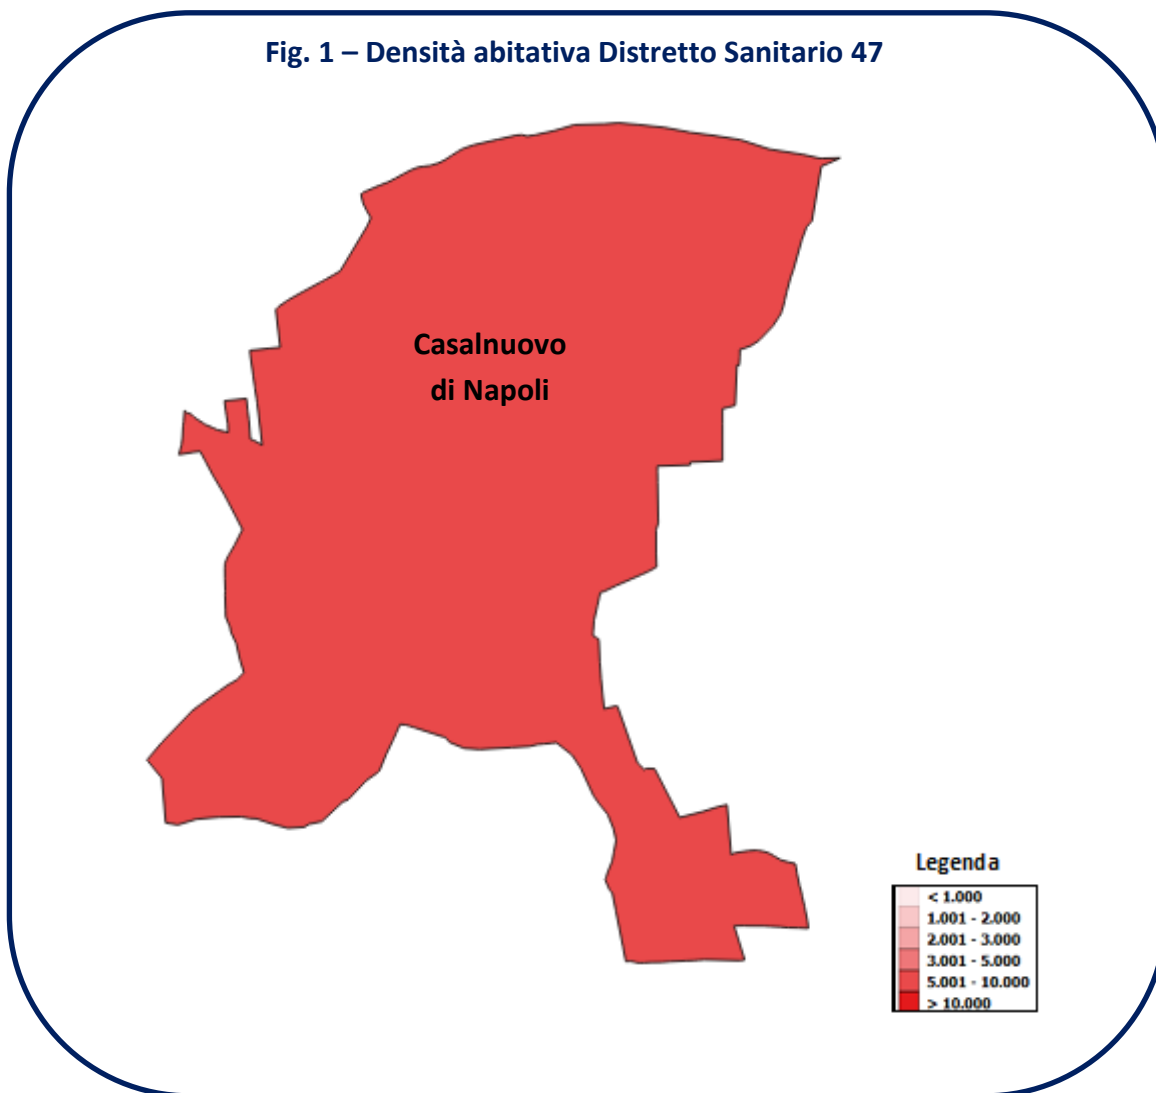 Fig. 1 – Densità abitativa Distretto Sanitario 47
Casalnuovo
di Napoli
Legenda
< 1.000
1.001 - 2.000
2.001 - 3.000
3.001 - 5.000
5.001 - 10.000
> 10.000